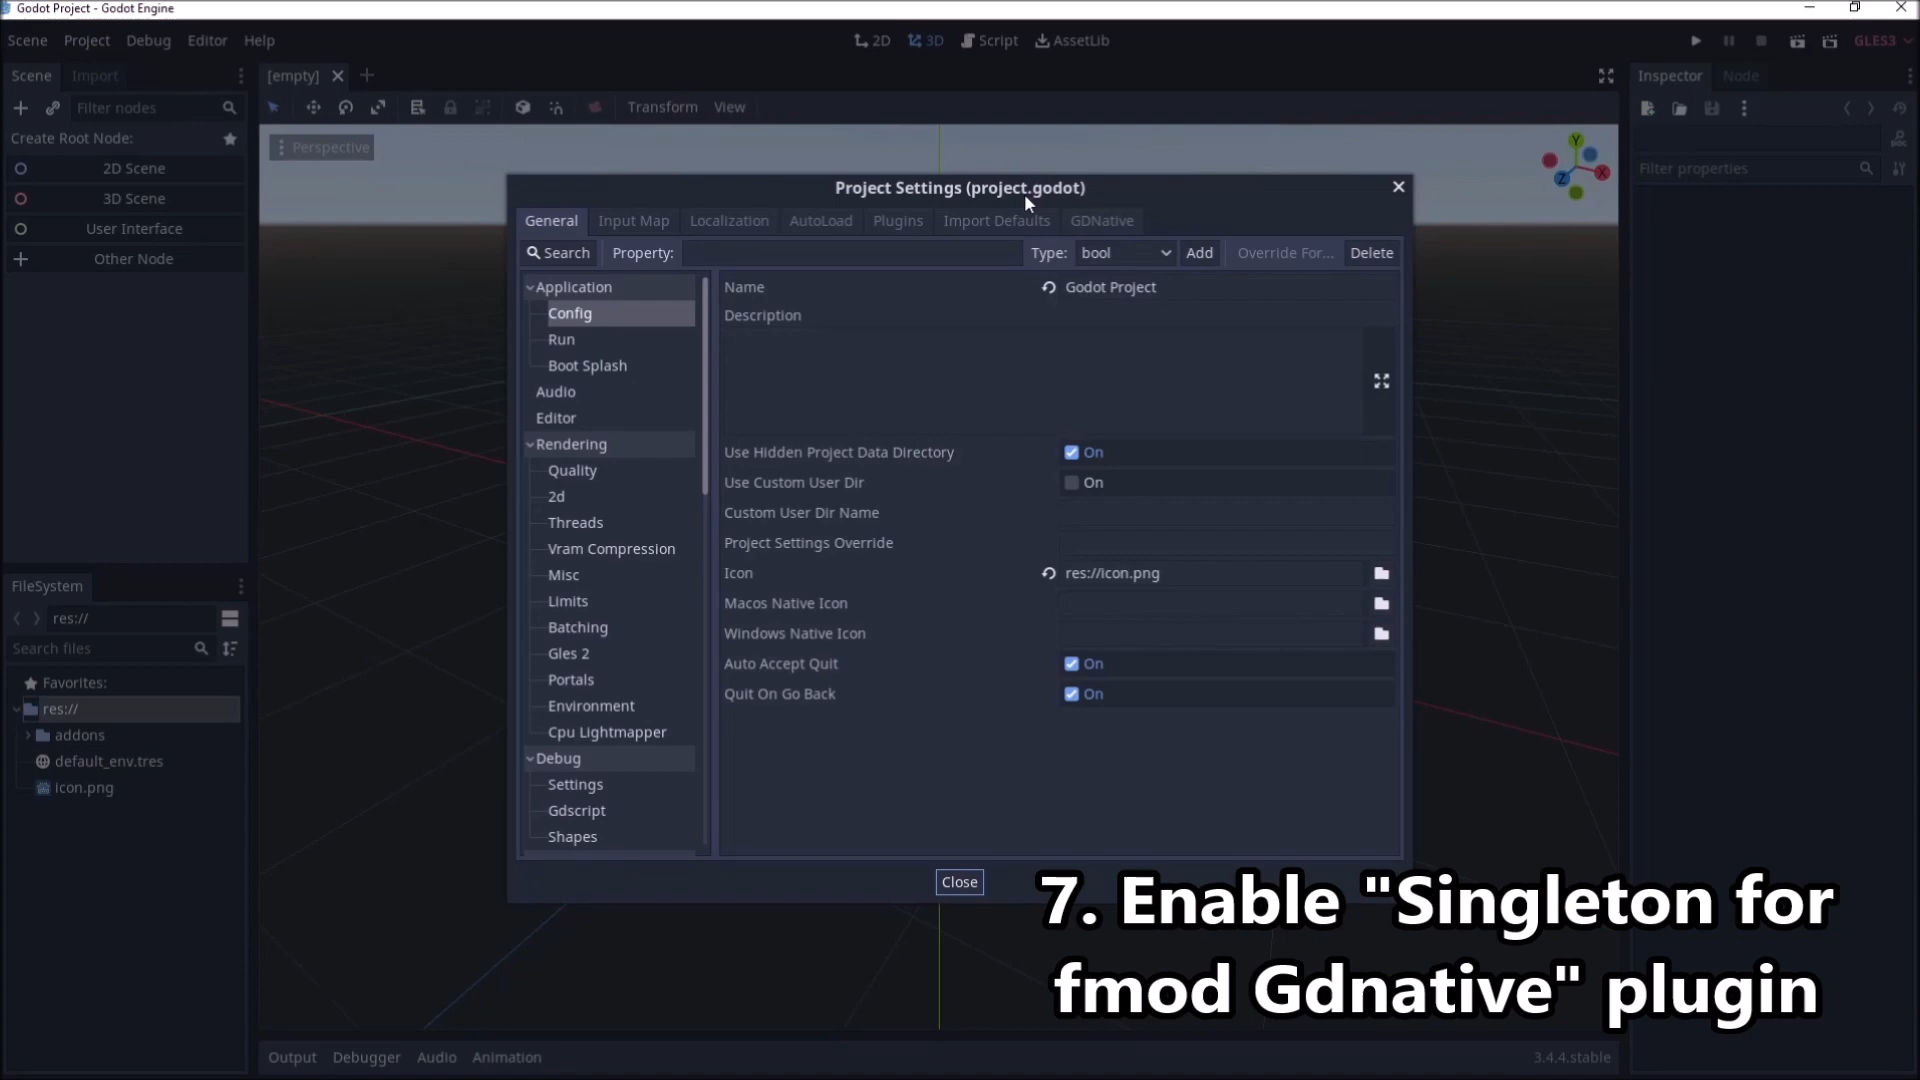 Godot Project - Godot Engine
Scene Project Debug Editor Help
2D 3D Script AssetLib
GLES3
Scene Import
[empty]
Inspector Node
Filter nodes
Transform View
Create Root Node:
2D Scene
3D Scene
User Interface
Other Node
Perspective
Y
X
Z
Filter properties
Project Settings (project.godot)
General Input Map Localization AutoLoad Plugins Import Defaults GDNative
Search Property: Type: bool Add Override For... Delete
Application
Config
Run
Boot Splash
Audio
Editor
Rendering
Quality
2d
Threads
Vram Compression
Misc
Limits
Batching
Gles 2
Portals
Environment
Cpu Lightmapper
Debug
Settings
Gdscript
Shapes
Name Godot Project
Description
Use Hidden Project Data Directory On
Use Custom User Dir On
Custom User Dir Name
Project Settings Override
Icon res://icon.png
Macos Native Icon
Windows Native Icon
Auto Accept Quit On
Quit On Go Back On
Close
FileSystem
res://
Search files
Favorites:
res://
addons
default_env.tres
icon.png
7. Enable "Singleton for
fmod Gdnative" plugin
Output Debugger Audio Animation
3.4.4.stable